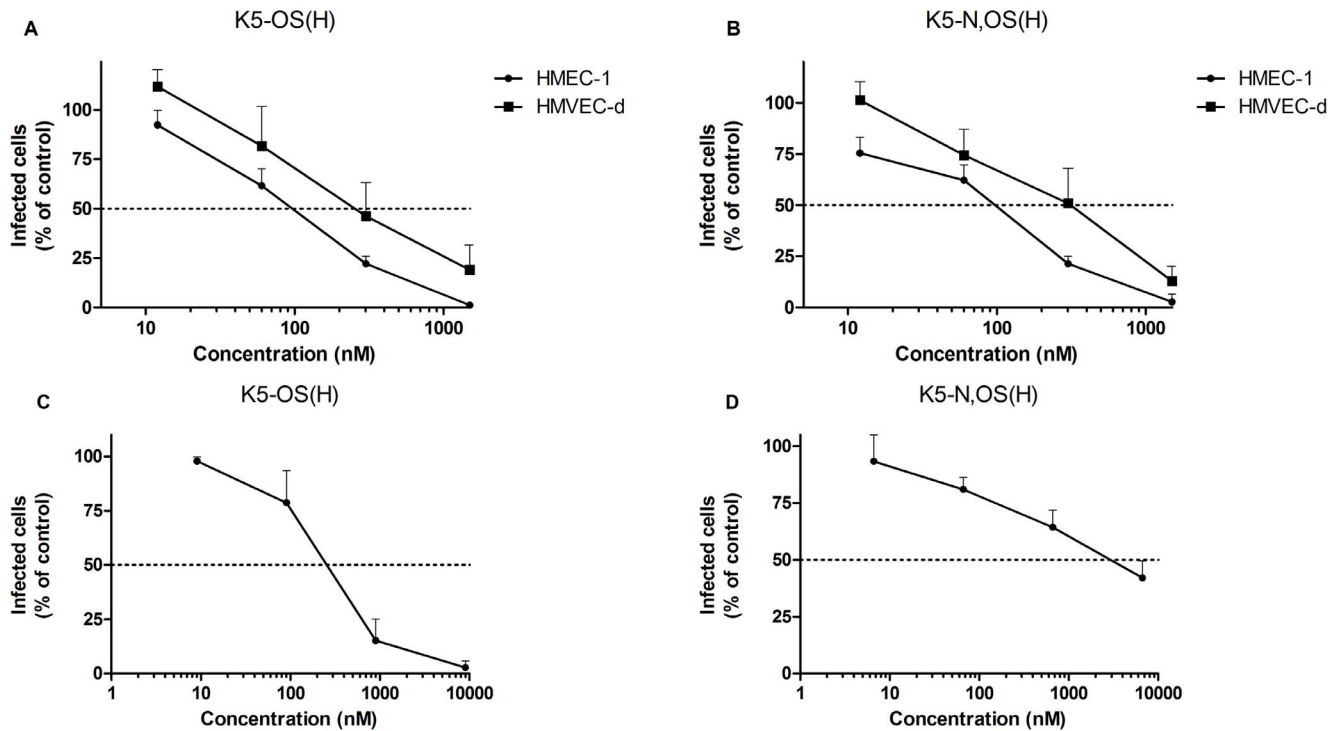 A
K5-OS(H)
HMEC-1
HMVEC-d
Infected cells
(% of control)
100
75
50
25
0
10
100
1000
Concentration (nM)
B
K5-N,OS(H)
HMEC-1
HMVEC-d
Infected cells
(% of control)
100
75
50
25
0
10
100
1000
Concentration (nM)
C
K5-OS(H)
Infected cells
(% of control)
100
75
50
25
0
1
10
100
1000
10000
Concentration (nM)
D
K5-N,OS(H)
Infected cells
(% of control)
100
75
50
25
0
1
10
100
1000
10000
Concentration (nM)